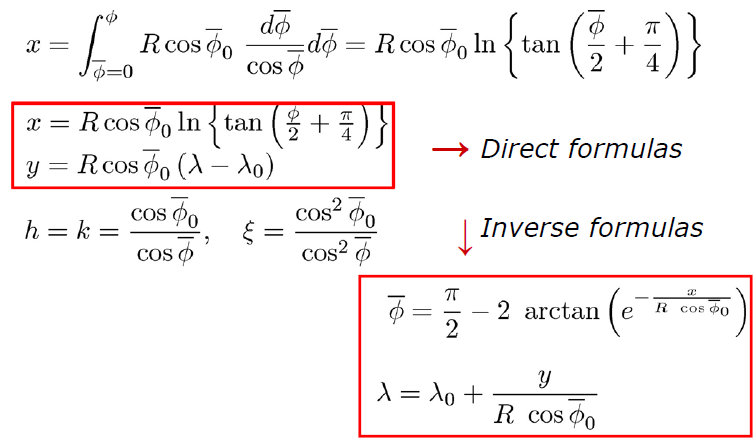 x = ∫_{ϕ̅=0}^{ϕ} R cos ϕ̅₀ dϕ̅/cos ϕ̅ dϕ̅ = R cos ϕ̅₀ ln { tan ( ϕ̅/2 + π/4 ) }
x = R cos ϕ̅₀ ln { tan ( ϕ̅/2 + π/4 ) }
y = R cos ϕ̅₀ (λ − λ₀)
→ Direct formulas
h = k = cos ϕ̅₀/cos ϕ̅, ξ = cos² ϕ̅₀/cos² ϕ̅
↓ Inverse formulas
ϕ̅ = π/2 − 2 arctan ( e^{−x/(R cos ϕ̅₀)} )
λ = λ₀ + y/(R cos ϕ̅₀)